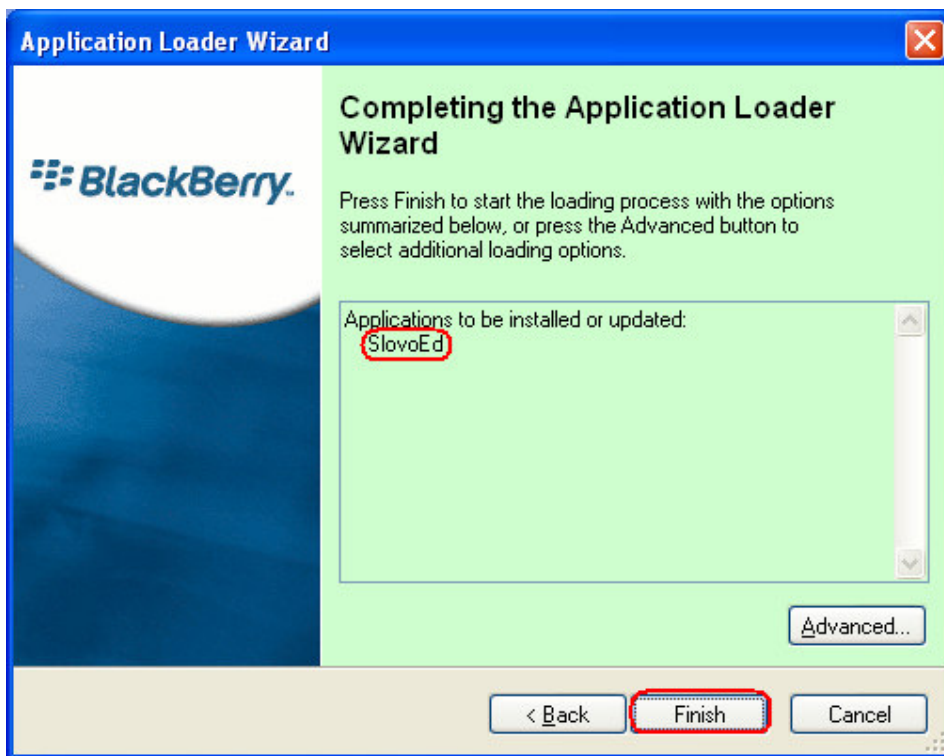 Application Loader Wizard
BlackBerry.
Completing the Application Loader
Wizard
Press Finish to start the loading process with the options
summarized below, or press the Advanced button to
select additional loading options.
Applications to be installed or updated:
SlovoEd
Advanced...
< Back
Finish
Cancel